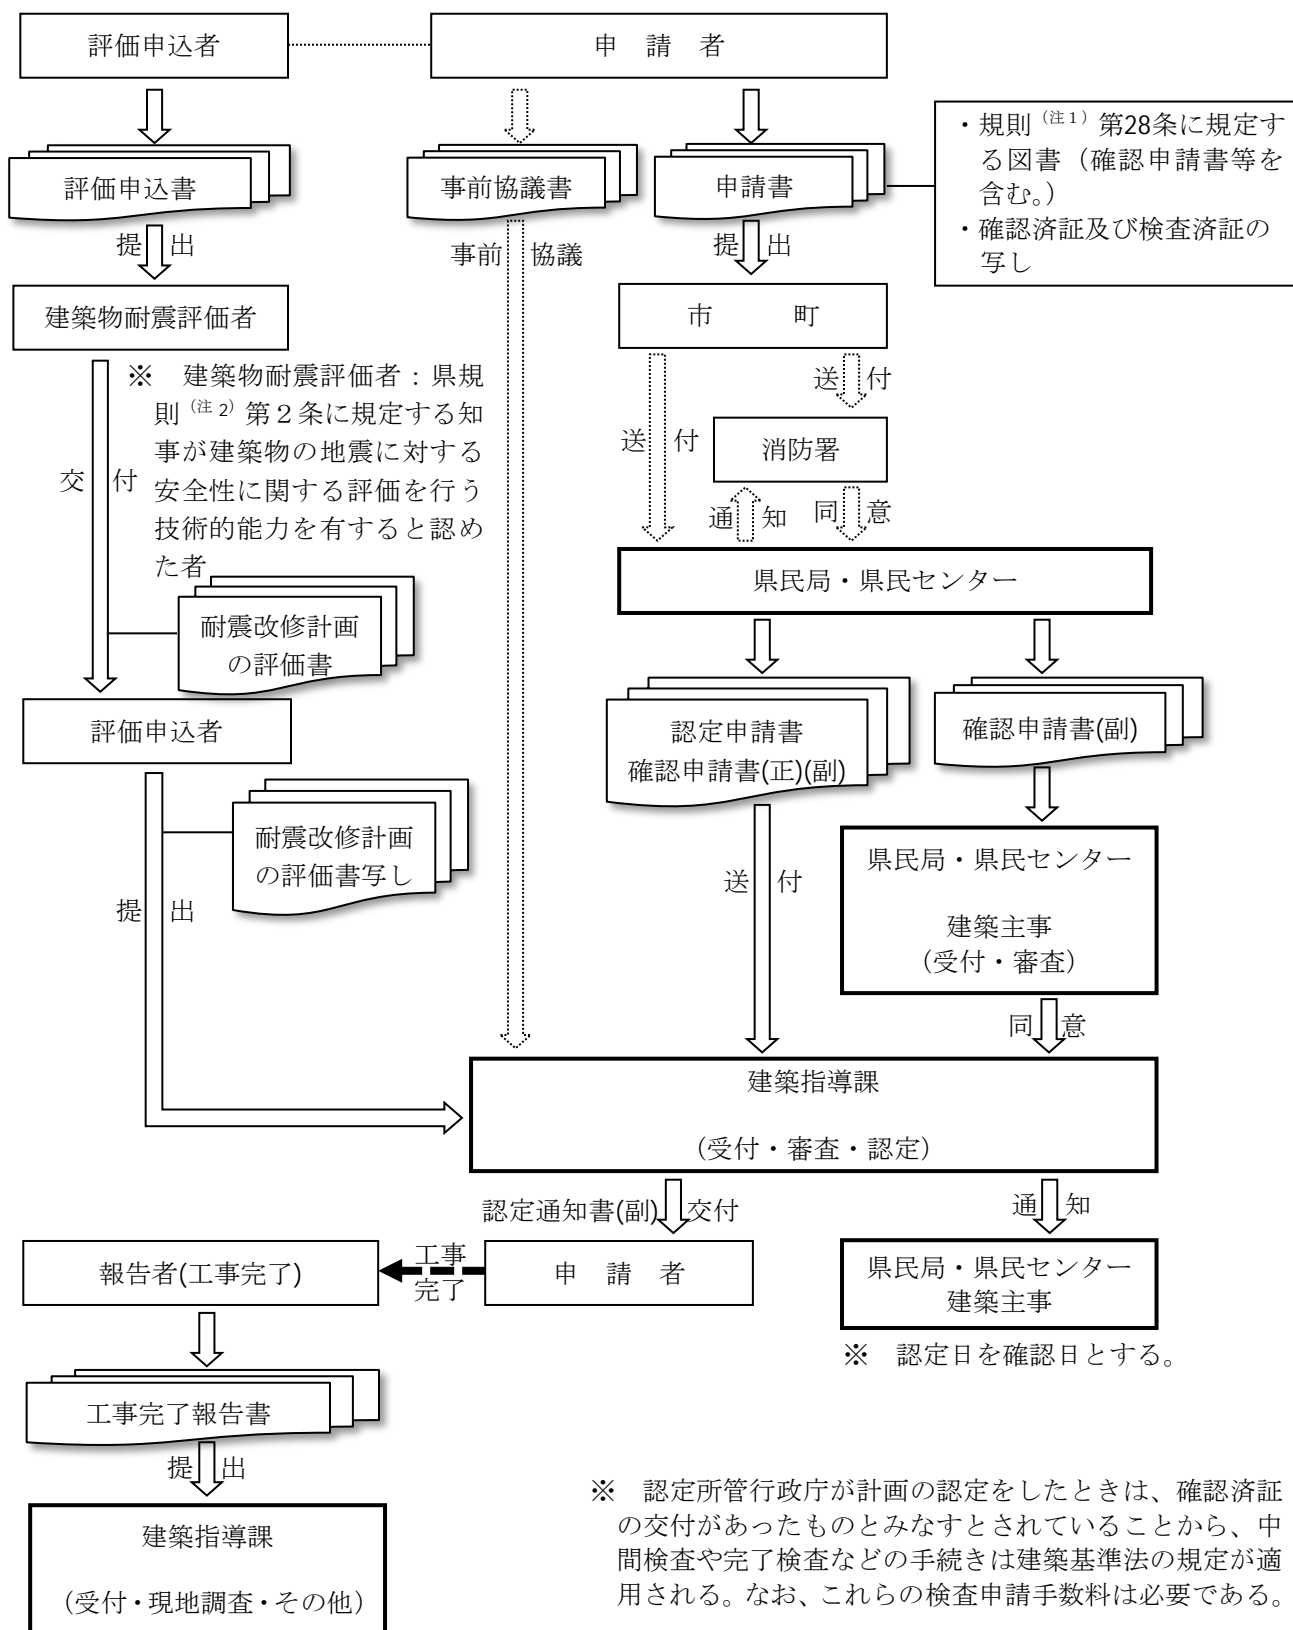 評価申込者
申　請　者
評価申込書
事前協議書
申請書
・規則（注１）第28条に規定す
る図書（確認申請書等を
含む。）
・確認済証及び検査済証の
写し
提　出
事前　協議
提　出
建築物耐震評価者
市　　　町
※　建築物耐震評価者：県規
則（注 2）第２条に規定する知
事が建築物の地震に対する
安全性に関する評価を行う
技術的能力を有すると認め
た者
交　付
送　付
送　付
消防署
通　知
同　意
県民局・県民センター
耐震改修計画
の評価書
評価申込者
認定申請書
確認申請書(正)(副)
確認申請書(副)
耐震改修計画
の評価書写し
提　出
送　付
県民局・県民センター
建築主事
（受付・審査）
同　意
建築指導課
（受付・審査・認定）
認定通知書(副)　交付
通　知
報告者(工事完了)
工事
完了
申　請　者
県民局・県民センター
建築主事
※　認定日を確認日とする。
工事完了報告書
提　出
建築指導課
（受付・現地調査・その他）
※　認定所管行政庁が計画の認定をしたときは、確認済証
の交付があったものとみなすとされていることから、中
間検査や完了検査などの手続きは建築基準法の規定が適
用される。なお、これらの検査申請手数料は必要である。